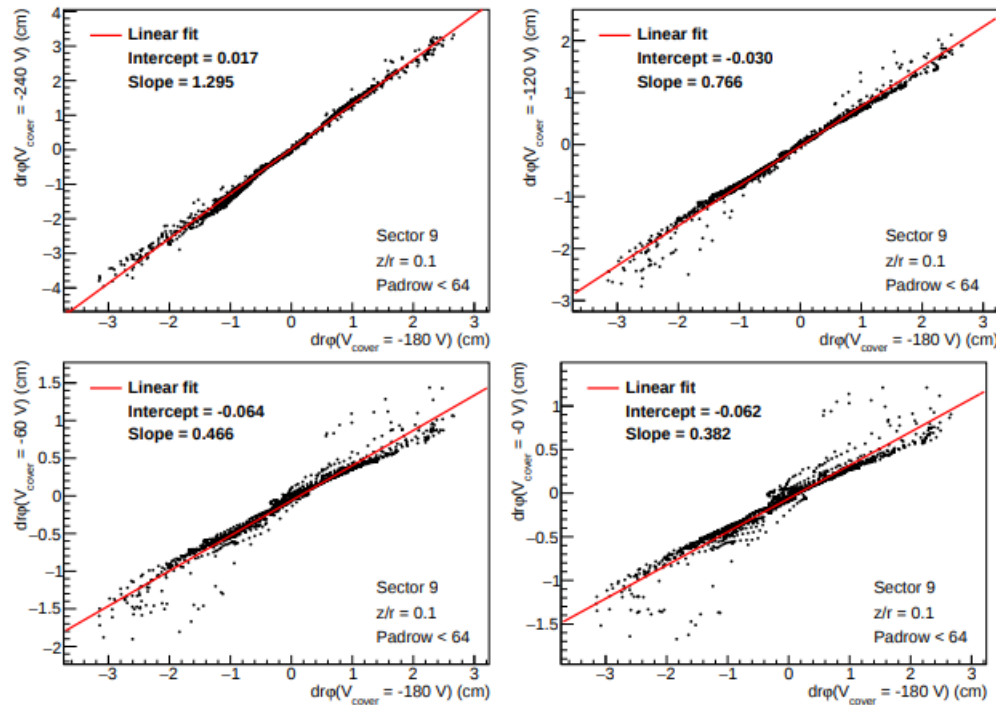 drφ(V_cover = -240 V) (cm)
4
3
2
1
0
−1
−2
−3
−4
Linear fit
Intercept = 0.017
Slope = 1.295
Sector 9
z/r = 0.1
Padrow < 64
−3 −2 −1 0 1 2 3
drφ(V_cover = -180 V) (cm)
drφ(V_cover = -120 V) (cm)
2
1
0
−1
−2
−3
Linear fit
Intercept = -0.030
Slope = 0.766
Sector 9
z/r = 0.1
Padrow < 64
−3 −2 −1 0 1 2 3
drφ(V_cover = -180 V) (cm)
drφ(V_cover = -60 V) (cm)
1.5
1
0.5
0
−0.5
−1
−1.5
−2
Linear fit
Intercept = -0.064
Slope = 0.466
Sector 9
z/r = 0.1
Padrow < 64
−3 −2 −1 0 1 2 3
drφ(V_cover = -180 V) (cm)
drφ(V_cover = -0 V) (cm)
1
0.5
0
−0.5
−1
−1.5
Linear fit
Intercept = -0.062
Slope = 0.382
Sector 9
z/r = 0.1
Padrow < 64
−3 −2 −1 0 1 2 3
drφ(V_cover = -180 V) (cm)